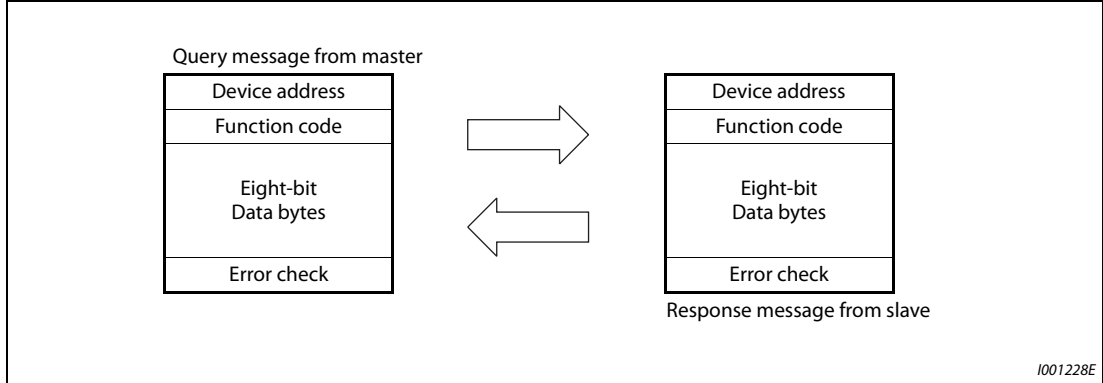 Query message from master
Device address
Function code
Eight-bit
Data bytes
Error check
Device address
Function code
Eight-bit
Data bytes
Error check
Response message from slave
I001228E